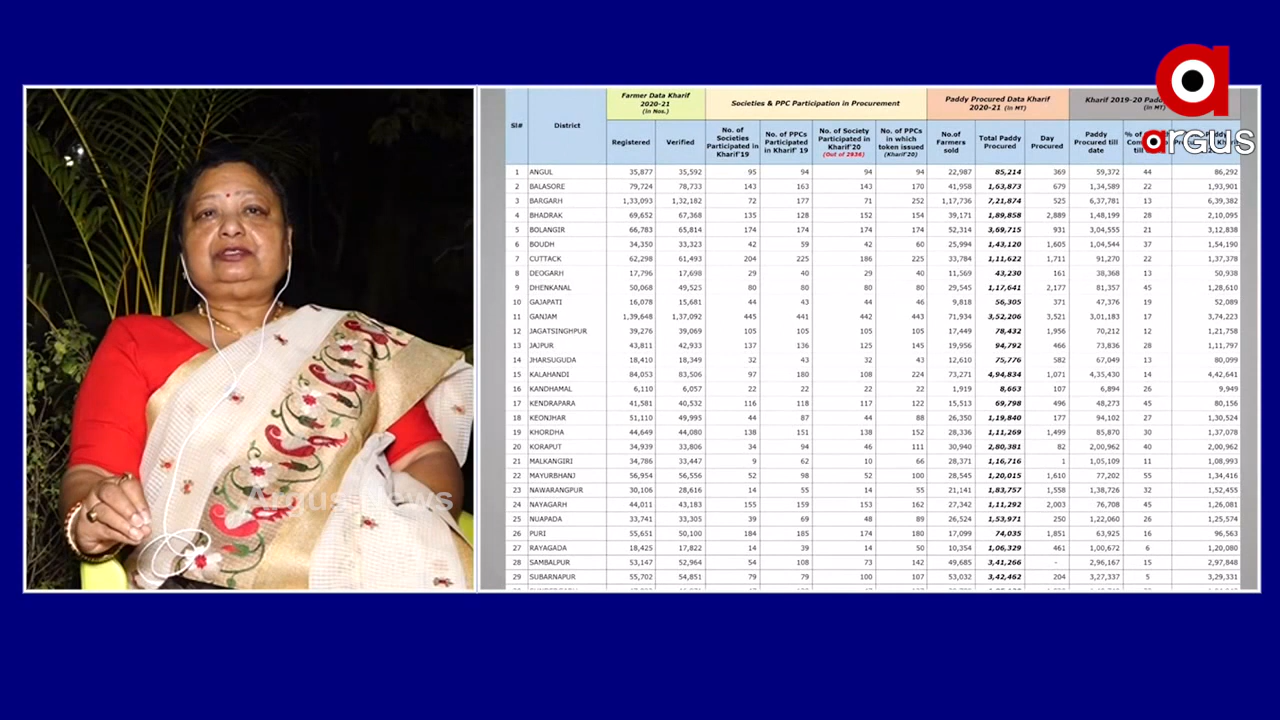 argus
Farmer Data Kharif 2020-21 (In Nos.) Societies & PPC Participation in Procurement Paddy Procured Data Kharif 2020-21 (in MT) Kharif 2019-20 (in MT)
Sl# District Registered Verified No. of Societies Participated in Kharif'19 No. of PPCs Participated in Kharif' 19 No. of Society Participated in Kharif'20 (Out of 2936) No. of PPCs in which token issued (Kharif'20) No.of Farmers sold Total Paddy Procured Day Procured Paddy Procured till date % of
1 ANGUL 35,877 35,592 95 94 94 94 22,987 85,214 369 59,372 44 86,292
2 BALASORE 79,724 78,733 143 163 143 170 41,958 1,63,873 679 1,34,589 22 1,93,901
3 BARGARH 1,33,093 1,32,182 72 177 71 252 1,17,736 7,21,874 525 6,37,781 13 6,39,382
4 BHADRAK 69,652 67,368 135 128 152 154 39,171 1,89,858 2,889 1,48,199 28 2,10,095
5 BOLANGIR 66,783 65,814 174 174 174 174 52,314 3,69,715 931 3,04,555 21 3,12,838
6 BOUDH 34,350 33,323 42 59 42 60 25,994 1,43,120 1,605 1,04,544 37 1,54,190
7 CUTTACK 62,298 61,493 204 225 186 225 33,784 1,11,622 1,711 91,270 22 1,37,378
8 DEOGARH 17,796 17,698 29 40 29 40 11,569 43,230 161 38,368 13 50,938
9 DHENKANAL 50,068 49,525 80 80 80 80 29,545 1,17,641 2,177 81,357 45 1,28,610
10 GAJAPATI 16,078 15,681 44 43 44 46 9,818 56,305 371 47,376 19 52,089
11 GANJAM 1,39,648 1,37,092 445 441 442 443 71,934 3,52,206 3,521 3,01,183 17 3,74,223
12 JAGATSINGHPUR 39,276 39,069 105 105 105 105 17,449 78,432 1,956 70,212 12 1,21,758
13 JAJPUR 43,811 42,933 137 136 125 145 19,956 94,792 466 73,836 28 1,11,797
14 JHARSUGUDA 18,410 18,349 32 43 32 43 12,610 75,776 582 67,049 13 80,099
15 KALAHANDI 84,053 83,506 97 180 108 224 73,271 4,94,834 1,071 4,35,430 14 4,42,641
16 KANDHAMAL 6,110 6,057 22 22 22 22 1,919 8,663 107 6,894 26 9,949
17 KENDRAPARA 41,581 40,532 116 118 117 122 15,513 69,798 496 48,273 45 80,156
18 KEONJHAR 51,110 49,995 44 87 44 88 26,350 1,19,840 177 94,102 27 1,30,524
19 KHORDHA 44,649 44,080 138 151 138 152 28,336 1,11,269 1,499 85,870 30 1,37,078
20 KORAPUT 34,939 33,806 34 94 46 111 30,940 2,80,381 82 2,00,962 40 2,00,962
21 MALKANGIRI 34,786 33,447 9 62 10 66 28,371 1,16,716 1 1,05,109 11 1,08,993
22 MAYURBHANJ 56,954 56,556 52 98 52 100 28,545 1,20,015 1,610 77,202 55 1,34,416
23 NAWARANGPUR 30,106 28,616 14 55 14 55 21,141 1,83,757 1,558 1,38,726 32 1,52,455
24 NAYAGARH 44,011 43,183 155 159 153 162 27,342 1,11,292 2,003 76,708 45 1,26,081
25 NUAPADA 33,741 33,305 39 69 48 89 26,524 1,53,971 250 1,22,060 26 1,25,574
26 PURI 55,651 50,100 184 185 174 180 17,099 74,035 1,851 63,925 16 96,563
27 RAYAGADA 18,425 17,822 14 39 14 50 10,354 1,06,329 461 1,00,672 6 1,20,080
28 SAMBALPUR 53,147 52,964 54 108 73 142 49,685 3,41,266 - 2,96,167 15 2,97,848
29 SUBARNAPUR 55,702 54,851 79 79 100 107 53,032 3,42,462 204 3,27,337 5 3,29,331
Argus News